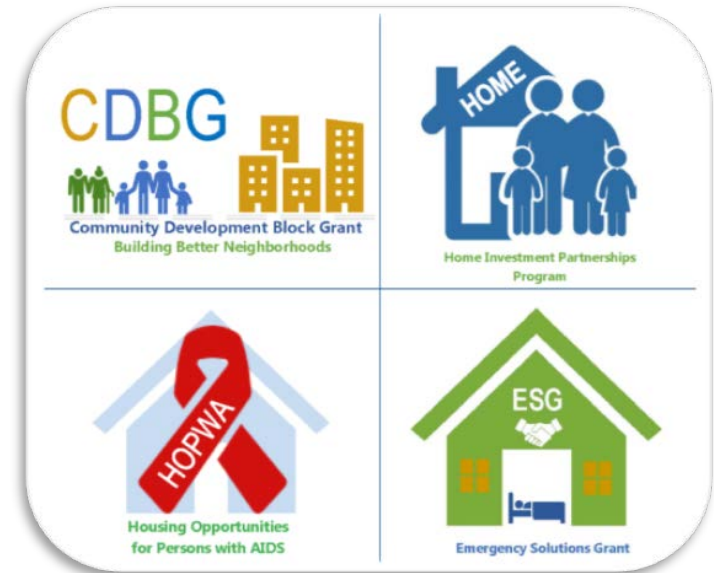 CDBG
Community Development Block Grant
Building Better Neighborhoods
HOME
Home Investment Partnerships
Program
HOPWA
Housing Opportunities
for Persons with AIDS
ESG
Emergency Solutions Grant